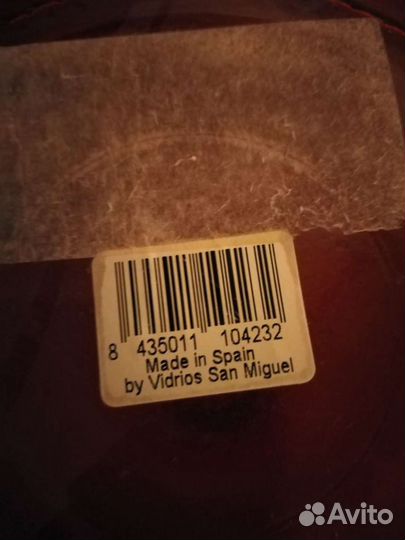 8 435011 104232
Made in Spain
by Vidrios San Miguel
Avito